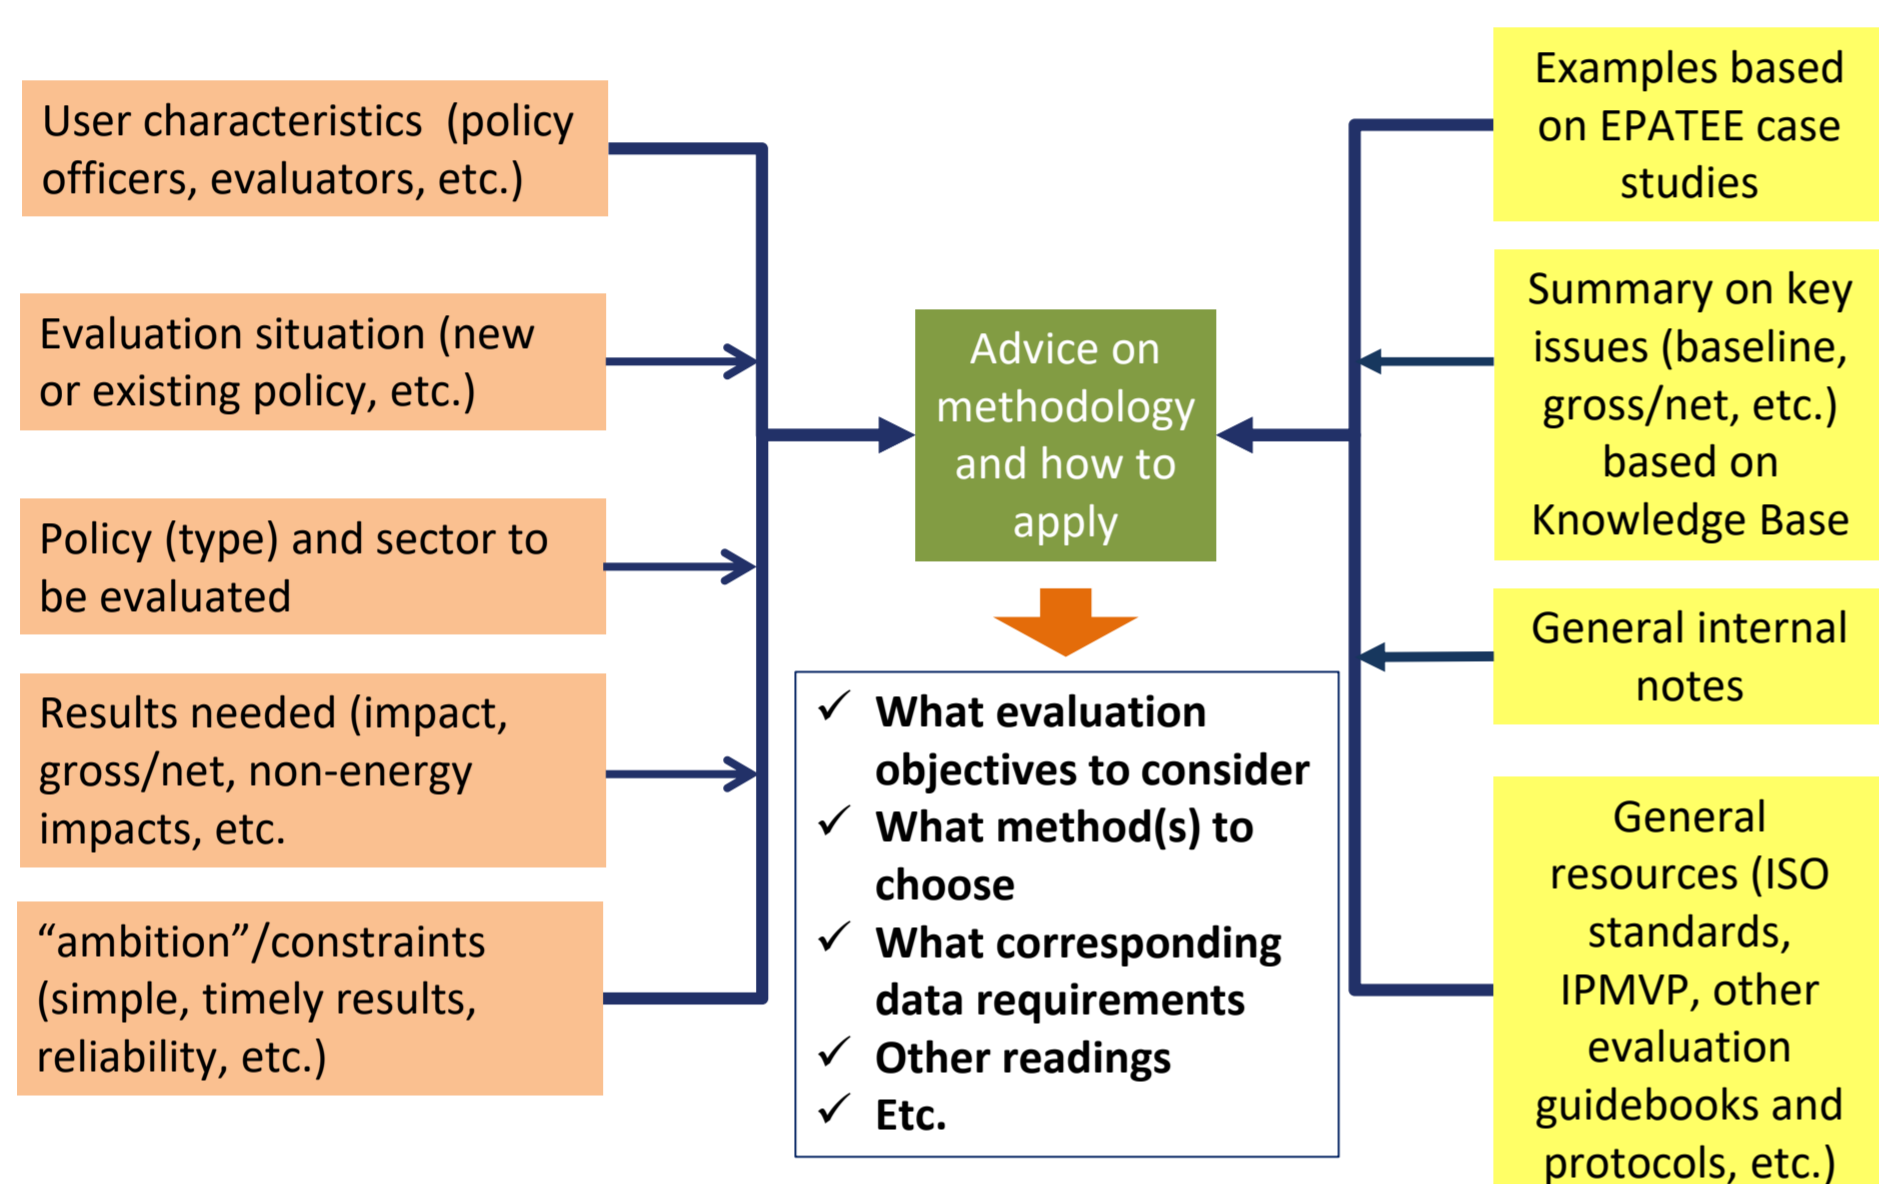 User characteristics  (policy
officers, evaluators, etc.)
Evaluation situation (new
or existing policy, etc.)
Policy (type) and sector to
be evaluated
Results needed (impact,
gross/net, non-energy
impacts, etc.
“ambition”/constraints
(simple, timely results,
reliability, etc.)
Advice on
methodology
and how to
apply
✓ What evaluation
objectives to consider
✓ What method(s) to
choose
✓ What corresponding
data requirements
✓ Other readings
✓ Etc.
Examples based
on EPATEE case
studies
Summary on key
issues (baseline,
gross/net, etc.)
based on
Knowledge Base
General internal
notes
General
resources (ISO
standards,
IPMVP, other
evaluation
guidebooks and
protocols, etc.)